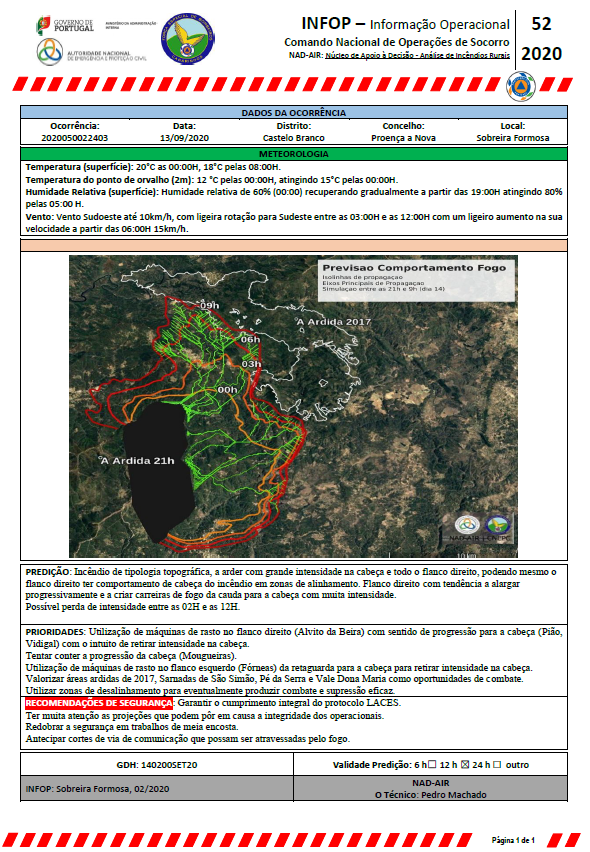 GOVERNO DE
PORTUGAL
MINISTÉRIO DA ADMINISTRAÇÃO
INTERNA
AUTORIDADE NACIONAL
DE EMERGÊNCIA E PROTEÇÃO CIVIL
INFOP – Informação Operacional
Comando Nacional de Operações de Socorro
NAD-AIR: Núcleo de Apoio à Decisão - Análise de Incêndios Rurais
52
2020
DADOS DA OCORRÊNCIA
Ocorrência: Data: Distrito: Concelho: Local:
2020050022403 13/09/2020 Castelo Branco Proença a Nova Sobreira Formosa
METEOROLOGIA
Temperatura (superfície): 20°C as 00:00H, 18°C pelas 08:00H.
Temperatura do ponto de orvalho (2m): 12 °C pelas 00:00H, atingindo 15°C pelas 00:00H.
Humidade Relativa (superfície): Humidade relativa de 60% (00:00) recuperando gradualmente a partir das 19:00H atingindo 80%
pelas 05:00 H.
Vento: Vento Sudoeste até 10km/h, com ligeira rotação para Sudeste entre as 03:00H e as 12:00H com um ligeiro aumento na sua
velocidade a partir das 06:00H 15km/h.
Previsao Comportamento Fogo
Isolinhas de propagaçao
Eixos Principais de Propagaçao
Simulaçao entre as 21h e 9h (dia 14)
09h
A Ardida 2017
06h
03h
00h
A Ardida 21h
NAD-AIR | CNEPC
10 km
PREDIÇÃO: Incêndio de tipologia topográfica, a arder com grande intensidade na cabeça e todo o flanco direito, podendo mesmo o
flanco direito ter comportamento de cabeça do incêndio em zonas de alinhamento. Flanco direito com tendência a alargar
progressivamente e a criar carreiras de fogo da cauda para a cabeça com muita intensidade.
Possível perda de intensidade entre as 02H e as 12H.
PRIORIDADES: Utilização de máquinas de rasto no flanco direito (Alvito da Beira) com sentido de progressão para a cabeça (Pião,
Vidigal) com o intuito de retirar intensidade na cabeça.
Tentar conter a progressão da cabeça (Mougueiras).
Utilização de máquinas de rasto no flanco esquerdo (Fórneas) da retaguarda para a cabeça para retirar intensidade na cabeça.
Valorizar áreas ardidas de 2017, Sarnadas de São Simão, Pé da Serra e Vale Dona Maria como oportunidades de combate.
Utilizar zonas de desalinhamento para eventualmente produzir combate e supressão eficaz.
RECOMENDAÇÕES DE SEGURANÇA: Garantir o cumprimento integral do protocolo LACES.
Ter muita atenção as projeções que podem pôr em causa a integridade dos operacionais.
Redobrar a segurança em trabalhos de meia encosta.
Antecipar cortes de via de comunicação que possam ser atravessadas pelo fogo.
GDH: 140200SET20 Validade Predição: 6 h☐ 12 h ☒ 24 h ☐ outro
INFOP: Sobreira Formosa, 02/2020
NAD-AIR
O Técnico: Pedro Machado
Página 1 de 1